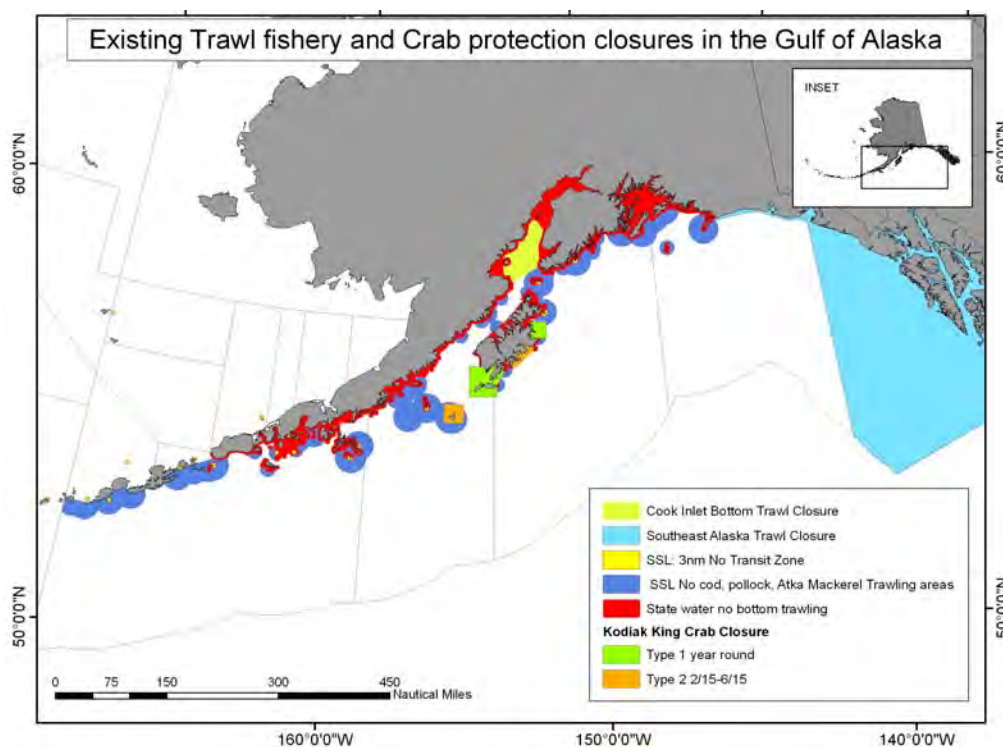 Existing Trawl fishery and Crab protection closures in the Gulf of Alaska
INSET
60°0'0"N
60°0'0"N
50°0'0"N
50°0'0"N
Cook Inlet Bottom Trawl Closure
Southeast Alaska Trawl Closure
SSL: 3nm No Transit Zone
SSL No cod, pollock, Atka Mackerel Trawling areas
State water no bottom trawling
Kodiak King Crab Closure
Type 1 year round
Type 2 2/15-6/15
0 75 150 300 450
Nautical Miles
160°0'0"W 150°0'0"W 140°0'0"W